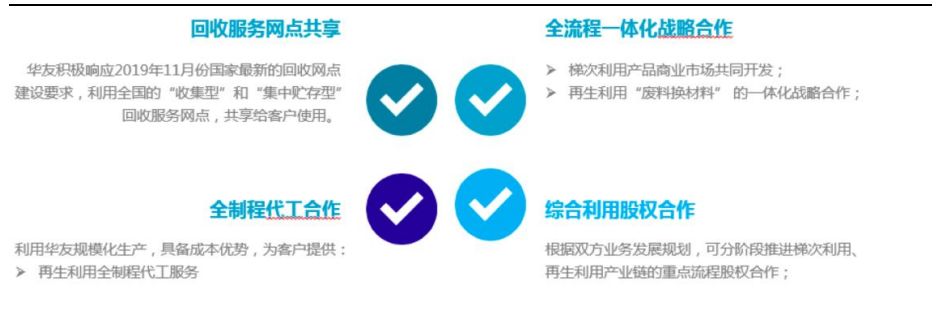 回收服务网点共享
华友积极响应2019年11月份国家最新的回收网点
建设要求，利用全国的“收集型”和“集中贮存型”
回收服务网点，共享给客户使用。
全流程一体化战略合作
➢ 梯次利用产品商业市场共同开发；
➢ 再生利用“废料换材料” 的一体化战略合作；
全制程代工合作
利用华友规模化生产，具备成本优势，为客户提供：
➢ 再生利用全制程代工服务
综合利用股权合作
根据双方业务发展规划，可分阶段推进梯次利用、
再生利用产业链的重点流程股权合作；